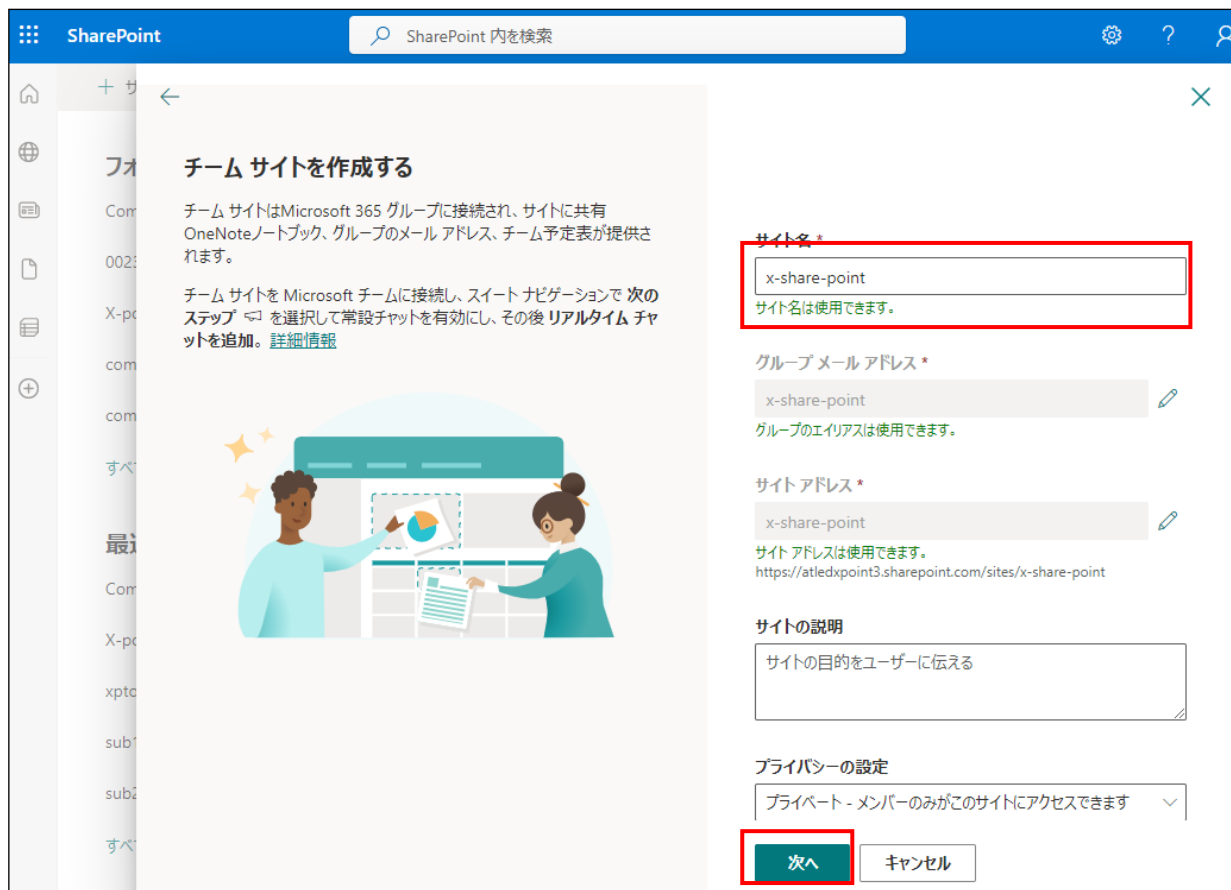 SharePoint
SharePoint 内を検索
サ
フォ
Com
0023
X-po
com
com
すべ
最近
Com
X-po
xpto
sub1
sub2
すべ
チーム サイトを作成する
チーム サイトはMicrosoft 365 グループに接続され、サイトに共有
OneNoteノートブック、グループのメール アドレス、チーム予定表が提供さ
れます。
チーム サイトを Microsoft チームに接続し、スイート ナビゲーションで 次の
ステップ を選択して常設チャットを有効にし、その後 リアルタイム チャ
ットを追加。 詳細情報
サイト名 *
x-share-point
サイト名は使用できます。
グループ メール アドレス *
x-share-point
グループのエイリアスは使用できます。
サイト アドレス *
x-share-point
サイト アドレスは使用できます。
https://atledxpoint3.sharepoint.com/sites/x-share-point
サイトの説明
サイトの目的をユーザーに伝える
プライバシーの設定
プライベート - メンバーのみがこのサイトにアクセスできます
次へ
キャンセル